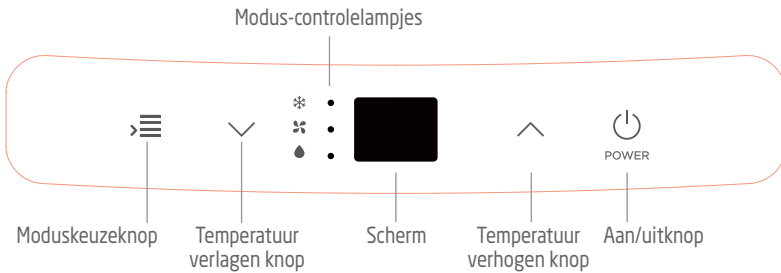 Modus-controlelampjes
POWER
Moduskeuzeknop
Temperatuur
verlagen knop
Scherm
Temperatuur
verhogen knop
Aan/uitknop